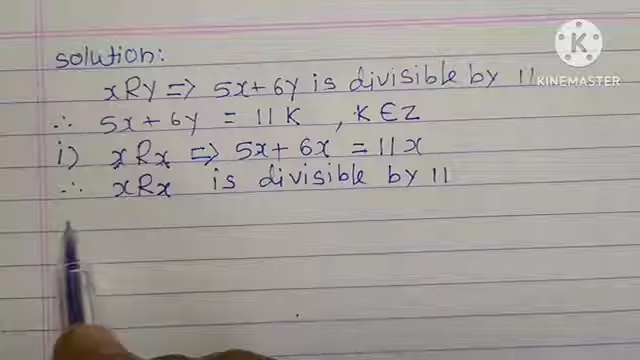 solution:
xRy => 5x+6y is divisible by 11
∴ 5x+6y = 11K , K∈Z
i) xRx => 5x+6x = 11x
∴ xRx is divisible by 11
K
KINEMASTER